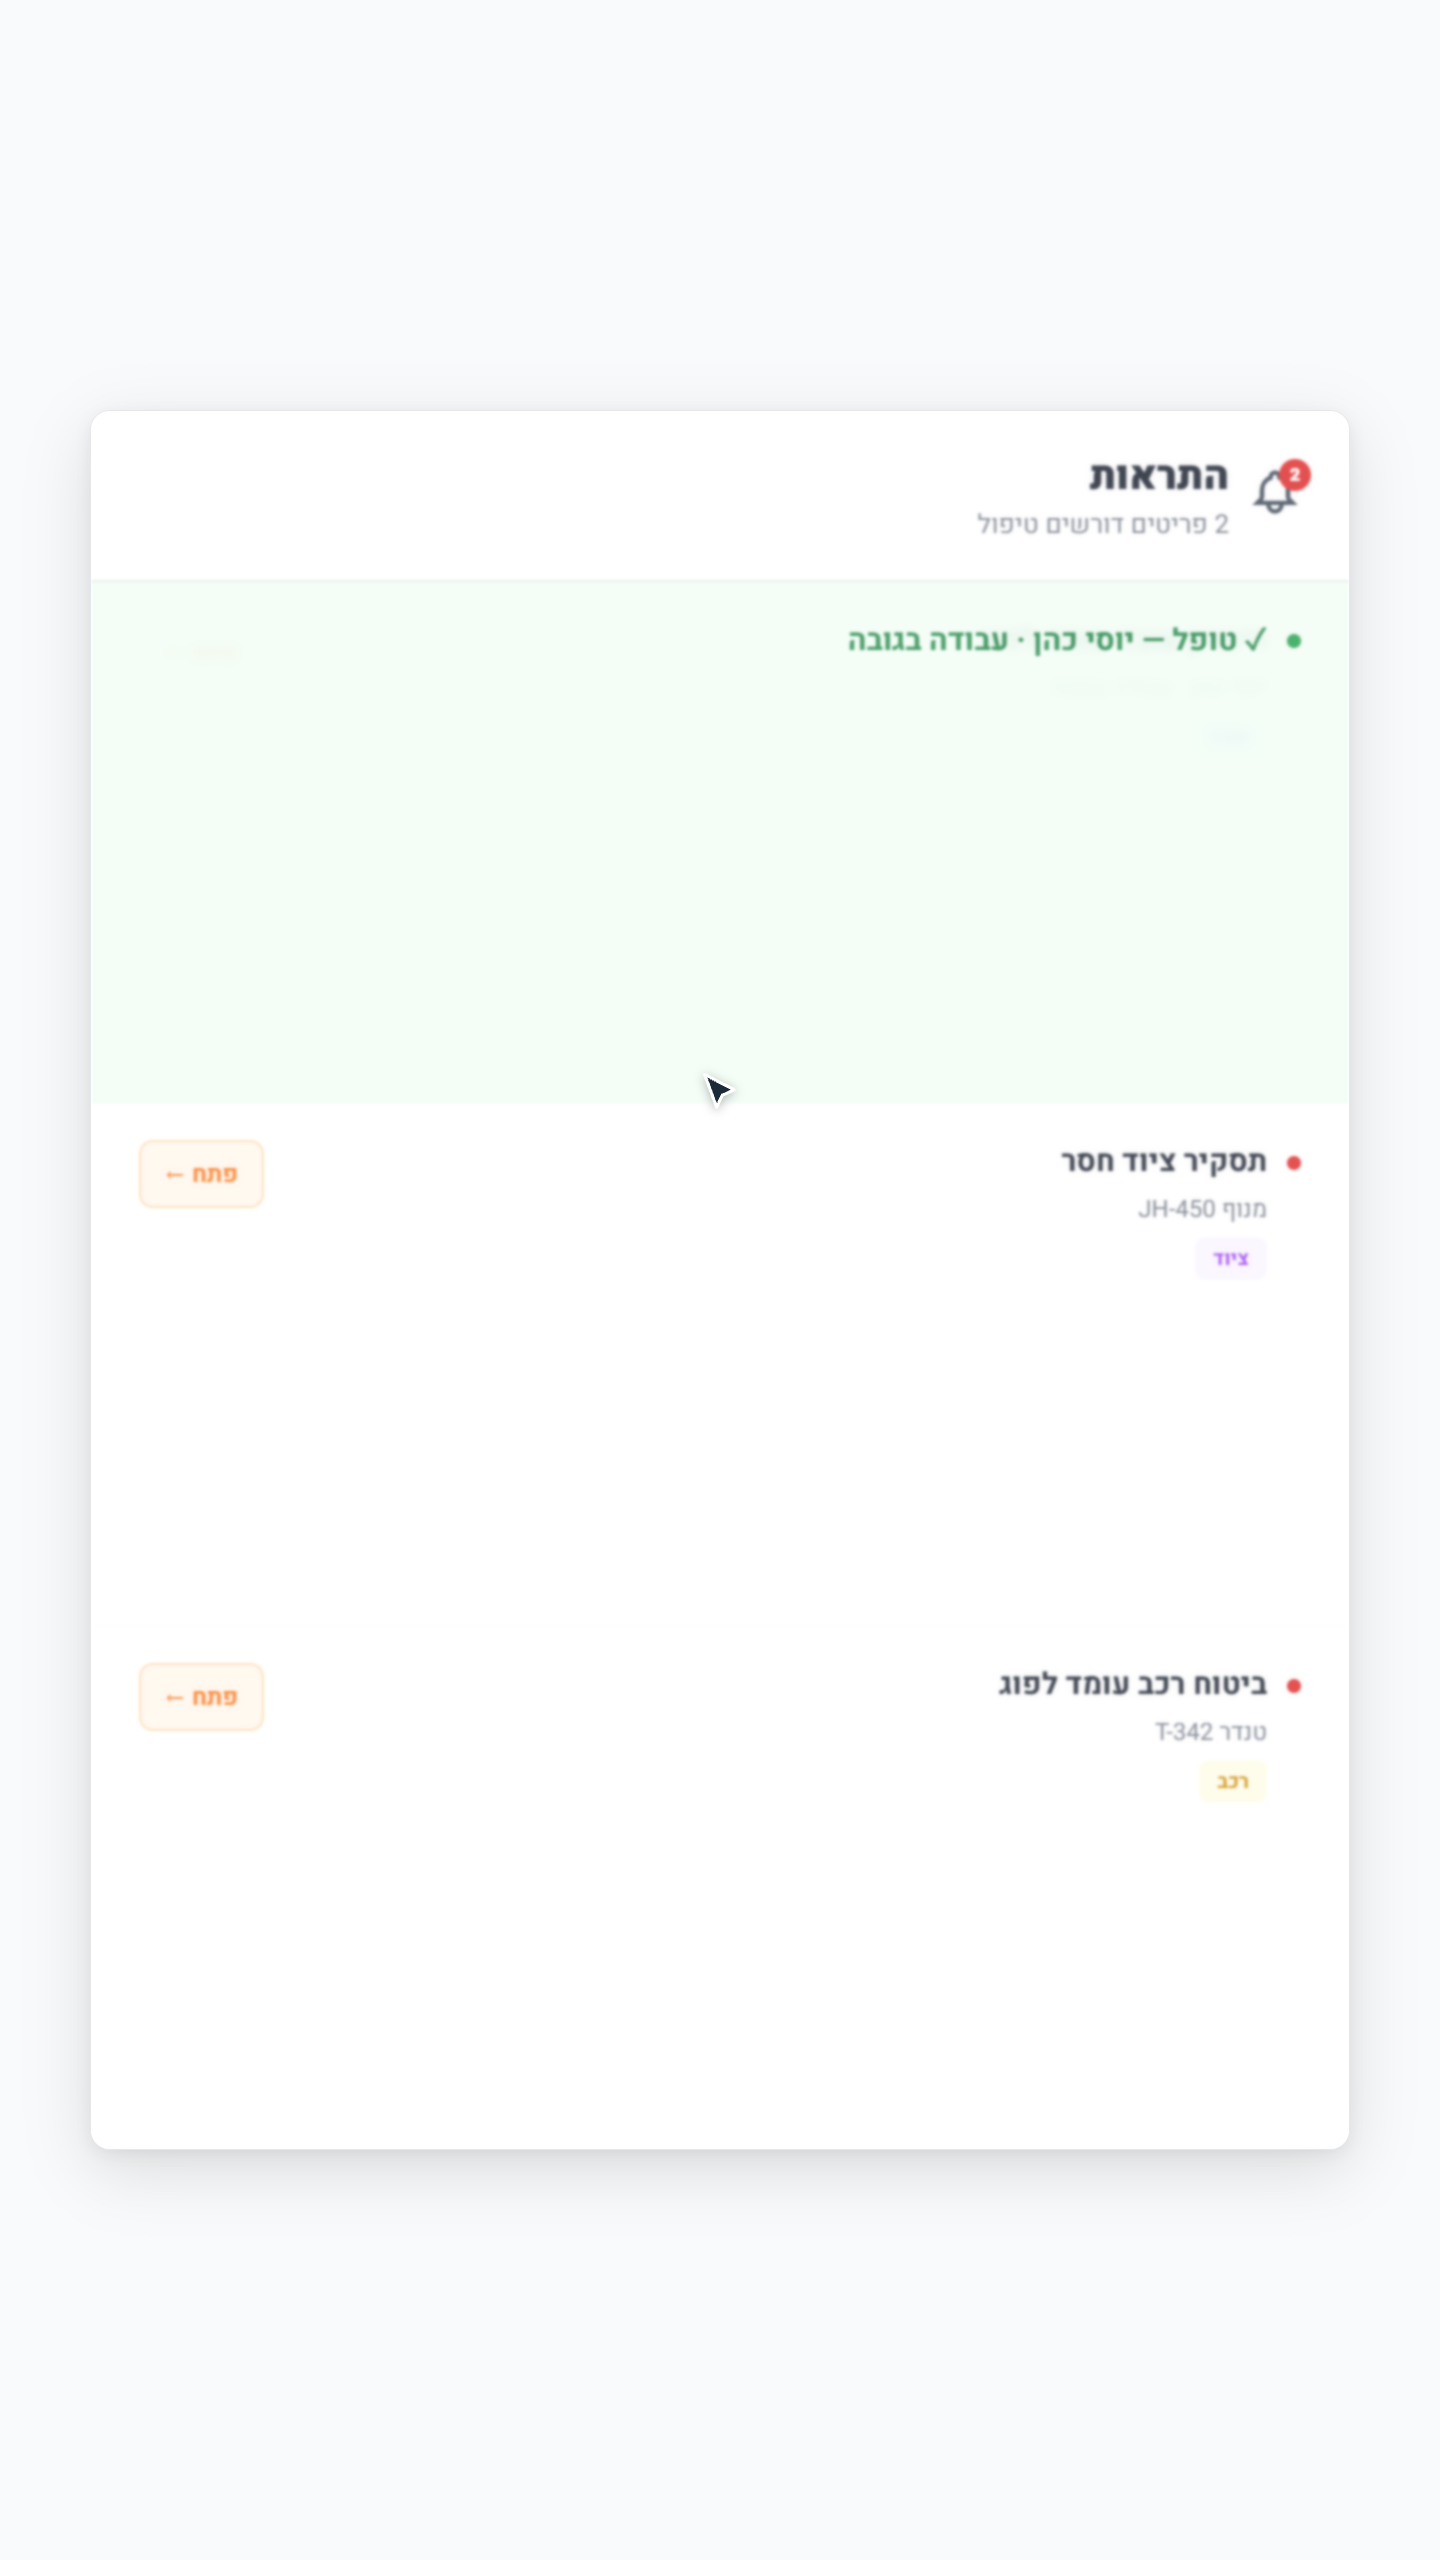 2
התראות
2 פריטים דורשים טיפול
✓ טופל — יוסי כהן · עבודה בגובה
תסקיר ציוד חסר
מנוף JH-450
ציוד
פתח ←
ביטוח רכב עומד לפוג
טנדר T-342
רכב
פתח ←